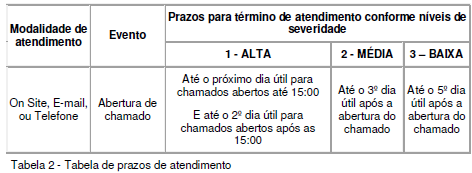 Modalidade de
atendimento
Evento
Prazos para término de atendimento conforme níveis de
severidade
1 - ALTA
2 - MÉDIA
3 – BAIXA
On Site, E-mail,
ou Telefone
Abertura de
chamado
Até o próximo dia útil para
chamados abertos até 15:00
E até o 2º dia útil para
chamados abertos após as
15:00
Até o 3º dia
útil após a
abertura do
chamado
Até o 5º dia
útil após a
abertura do
chamado
Tabela 2 - Tabela de prazos de atendimento